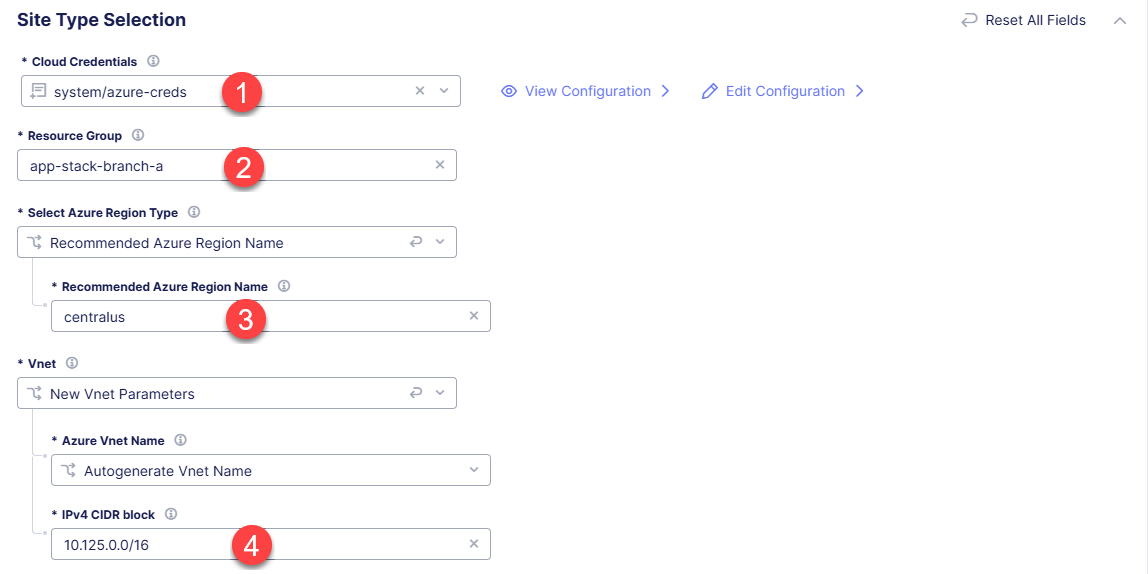 Site Type Selection
Reset All Fields
* Cloud Credentials
system/azure-creds
1
View Configuration
Edit Configuration
* Resource Group
app-stack-branch-a
2
* Select Azure Region Type
Recommended Azure Region Name
* Recommended Azure Region Name
centralus
3
* Vnet
New Vnet Parameters
* Azure Vnet Name
Autogenerate Vnet Name
* IPv4 CIDR block
10.125.0.0/16
4